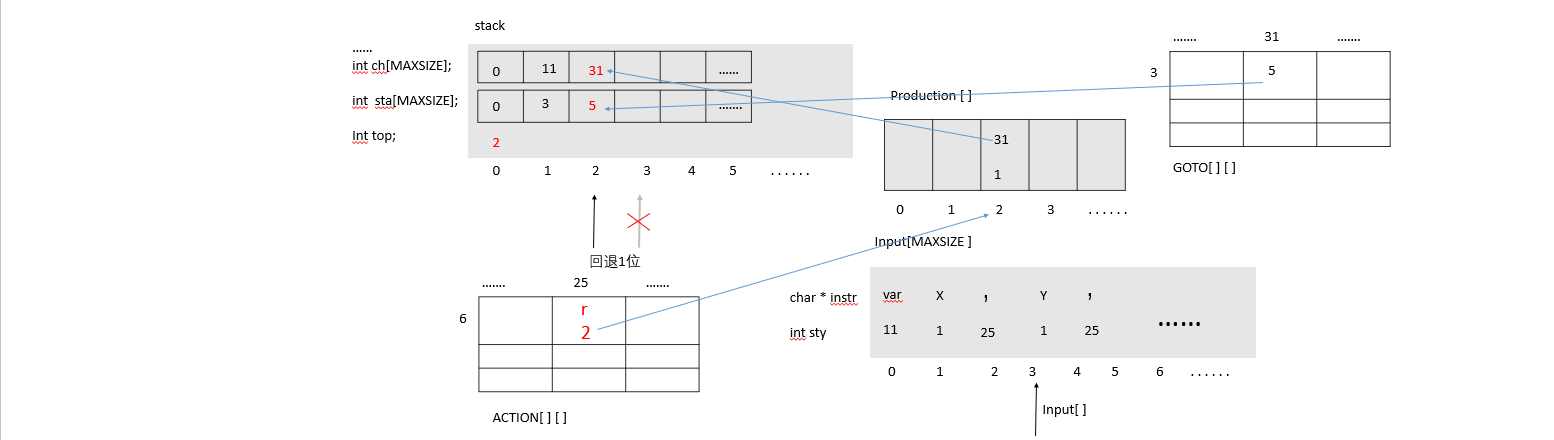 stack
......
int ch[MAXSIZE];
0 11 31 ......
int sta[MAXSIZE];
0 3 5 .......
Int top;
2
0 1 2 3 4 5 ......
回退1位
....... 25 .......
6
r
2
ACTION[ ] [ ]
Production [ ]
31
1
0 1 2 3 ......
Input[MAXSIZE ]
char * instr
var X , Y ,
int sty
11 1 25 1 25 ......
0 1 2 3 4 5 6 ......
Input[ ]
....... 31 .......
3
5
GOTO[ ] [ ]